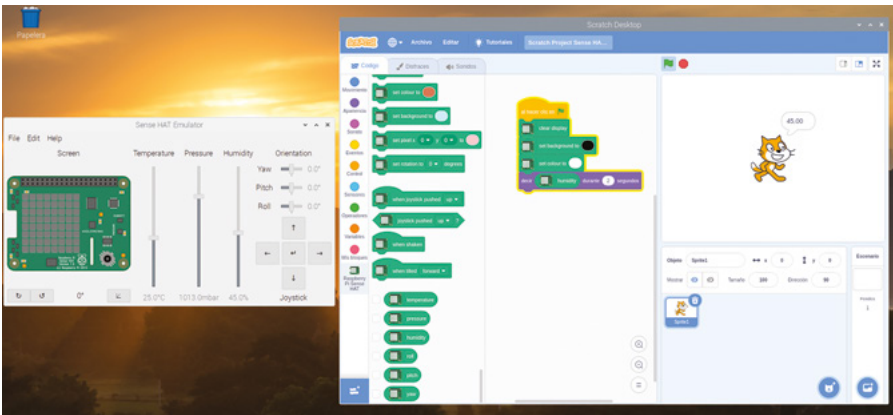 Papelera
Scratch Desktop
SCRATCH Archivo Editar Tutoriales Scratch Project Sense HA...
Código Disfraces Sonidos
Movimiento
Apariencia
Sonido
Eventos
Control
Sensores
Operadores
Variables
Mis bloques
Raspberry
Pi Sense
HAT
set colour to
set background to
set pixel x 0 y 0 to
set rotation to 0 degrees
when joystick pushed up
joystick pushed up ?
when shaken
when tilted forward
temperature
pressure
humidity
roll
pitch
yaw
clear display
set background to
set colour to
decir humidity durante 2 segundos
45.00
Objeto Sprite1 x 0 y 0
Mostrar Tamaño 100 Dirección 90
Sprite1
Escenario
Fondos
1
Sense HAT Emulator
File Edit Help
Screen Temperature Pressure Humidity Orientation
Yaw 0.0°
Pitch 0.0°
Roll 0.0°
0° 25.0°C 1013.0mbar 45.0% Joystick